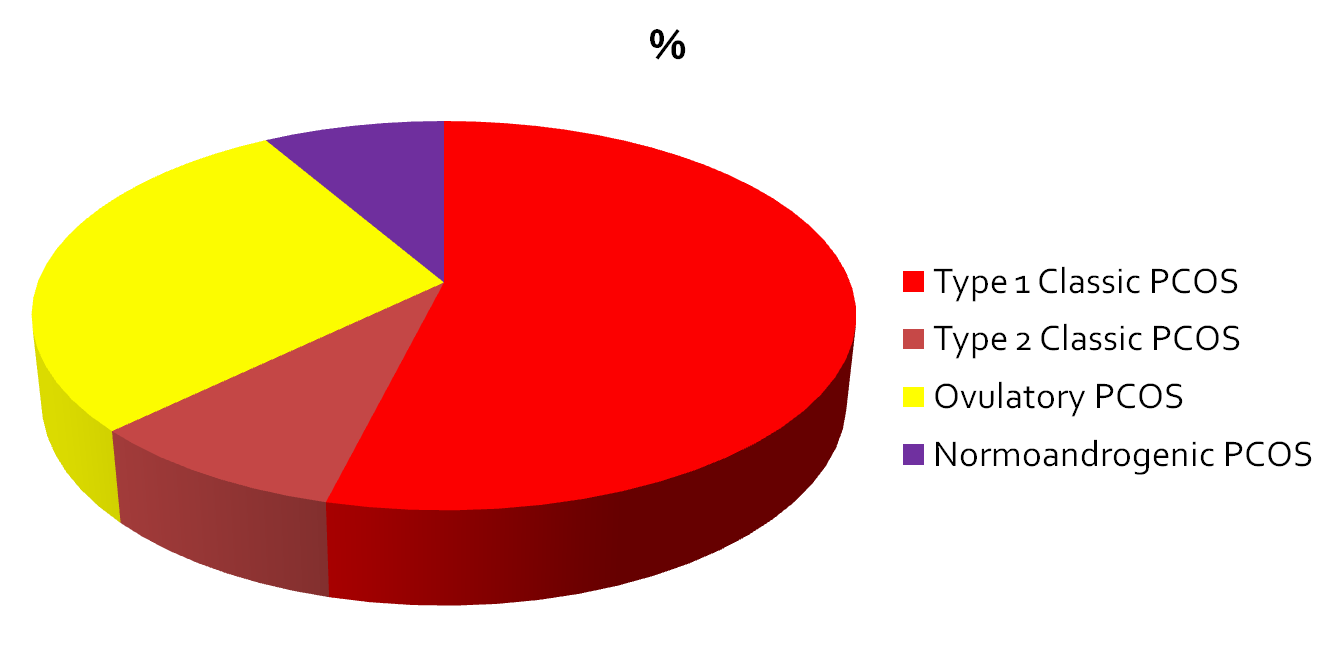 %
Type 1 Classic PCOS
Type 2 Classic PCOS
Ovulatory PCOS
Normoandrogenic PCOS